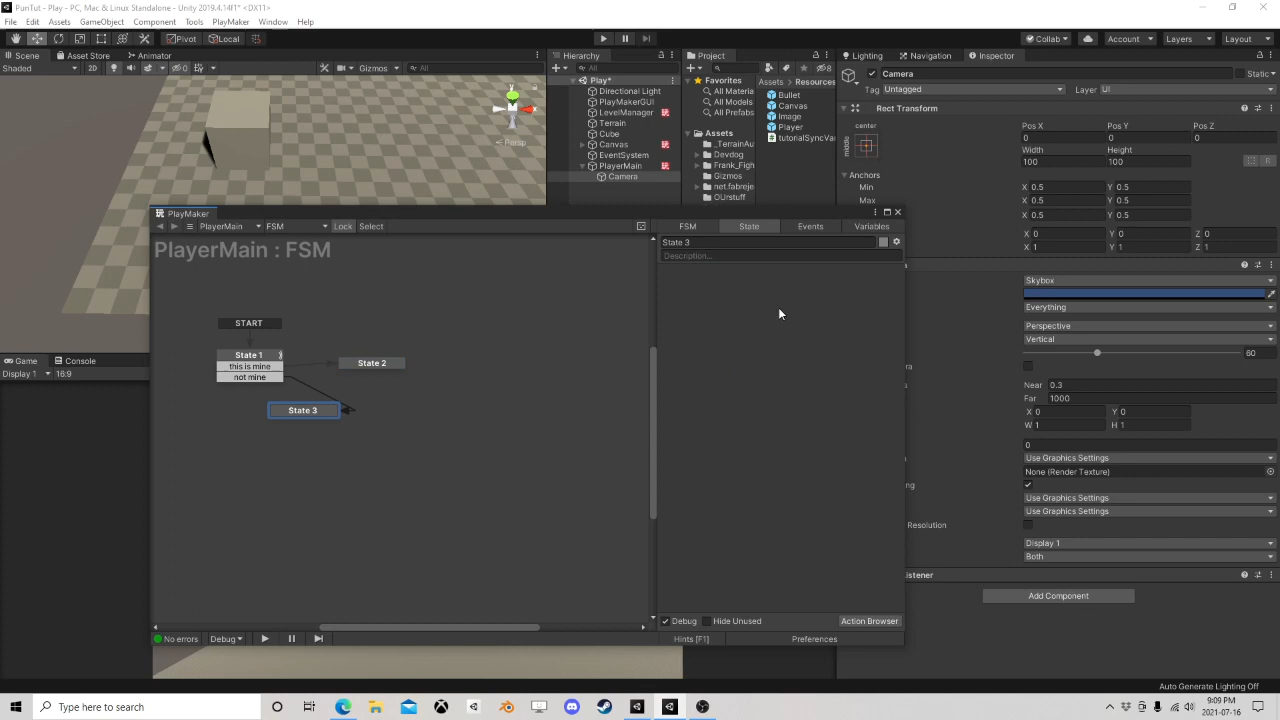 PunTut - Play - PC, Mac & Linux Standalone - Unity 2019.4.14f1* <DX11>
File Edit Assets GameObject Component Tools PlayMaker Window Help
Pivot Local Collab Account Layers Layout
Scene Asset Store Animator
Shaded 2D 0 Gizmos All
Persp
Hierarchy
All
Play*
Directional Light
PlayMakerGUI
LevelManager
Terrain
Cube
Canvas
EventSystem
PlayerMain
Camera
Project
8
Favorites
All Materia
All Models
All Prefabs
Assets
_TerrainAu
Devdog
Frank_Figh
Gizmos
net.fabreje
OUrstuff
Assets Resources
Bullet
Canvas
Image
Player
tutorialSyncVar
Lighting Navigation Inspector
Camera Static
Tag Untagged Layer UI
Rect Transform
center Pos X Pos Y Pos Z
middle 0 0 0
Width Height
100 100 R
Anchors
Min X 0.5 Y 0.5
Max X 0.5 Y 0.5
X 0.5 Y 0.5
X 0 Y 0 Z 0
X 1 Y 1 Z 1
Skybox
Everything
Perspective
Vertical
60
Near 0.3
Far 1000
X 0 Y 0
W 1 H 1
0
Use Graphics Settings
None (Render Texture)
ng
Use Graphics Settings
Use Graphics Settings
Resolution
Display 1
Both
istener
Add Component
Game Console
Display 1 16:9
PlayMaker
PlayerMain FSM Lock Select
PlayerMain : FSM
START
State 1
this is mine
not mine
State 2
State 3
FSM State Events Variables
State 3
Description...
Debug Hide Unused Action Browser
No errors Debug Hints [F1] Preferences
Auto Generate Lighting Off
Type here to search
9:09 PM
2021-07-16